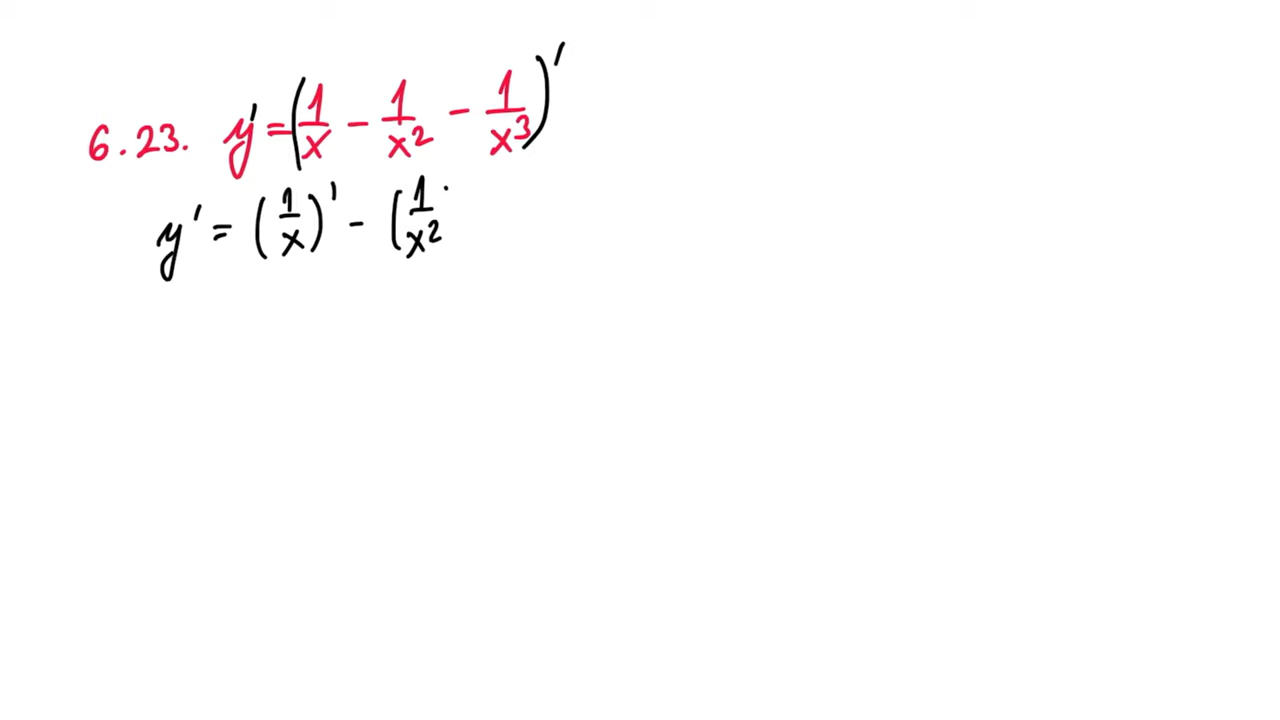 6.23. y' = (1/x - 1/x² - 1/x³)'
y' = (1/x)' - (1/x²